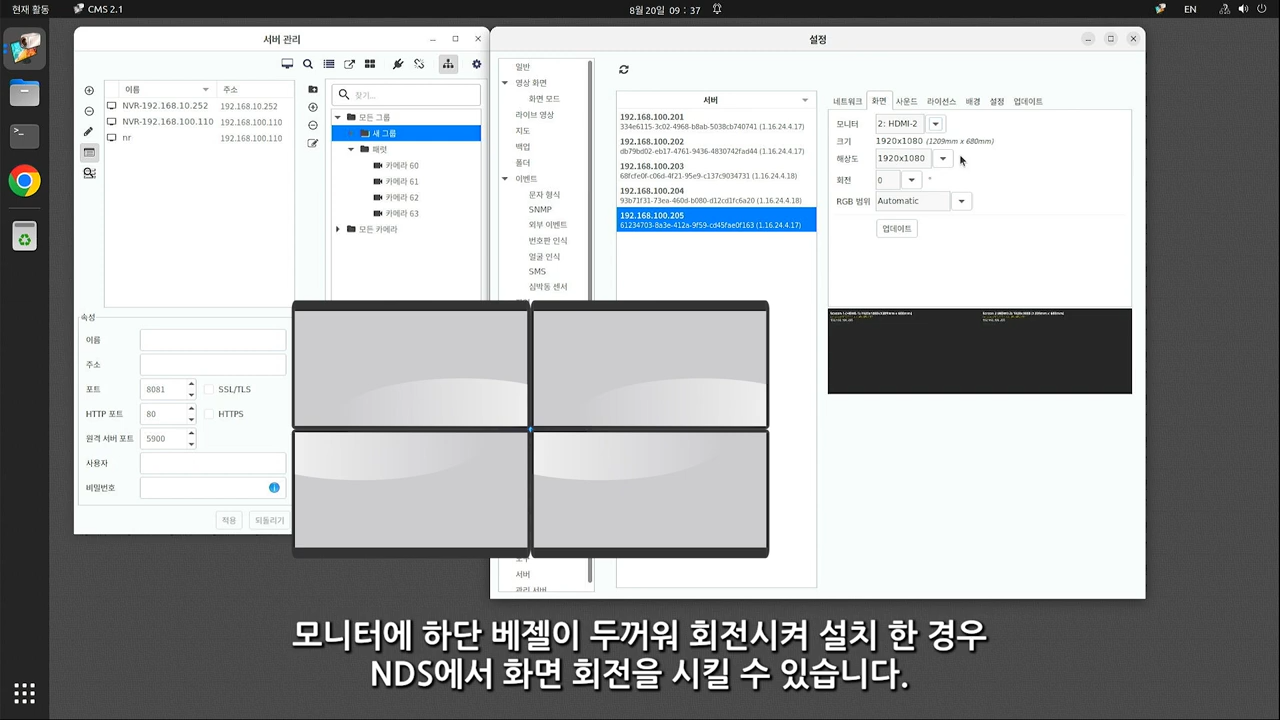 현재 활동
CMS 2.1
8월 20일 09 : 37
EN
서버 관리
이름
주소
NVR-192.168.10.252
192.168.10.252
NVR-192.168.100.110
192.168.100.110
nr
192.168.100.110
찾기...
모든 그룹
새 그룹
패럿
카메라 60
카메라 61
카메라 62
카메라 63
모든 카메라
속성
이름
주소
포트
8081
SSL/TLS
HTTP 포트
80
HTTPS
원격 서버 포트
5900
사용자
비밀번호
적용
되돌리기
설정
일반
영상 화면
화면 모드
라이브 영상
지도
백업
폴더
이벤트
문자 형식
SNMP
외부 이벤트
번호판 인식
얼굴 인식
SMS
심박동 센서
서버
서버
192.168.100.201
334e6115-3c02-4968-b8ab-5038cb740741 (1.16.24.4.17)
192.168.100.202
db79bd02-eb17-4761-9436-4830742fad44 (1.16.24.4.17)
192.168.100.203
68fcfe0f-c06d-4f21-95e9-c137c9034731 (1.16.24.4.17)
192.168.100.204
93b71f31-73ea-460d-b080-d12cd1fc6a20 (1.16.24.4.18)
192.168.100.205
61234703-8a3e-412a-9f59-cd45fae0f163 (1.16.24.4.17)
네트워크
화면
사운드
라이선스
배경
설정
업데이트
모니터
2: HDMI-2
크기
1920x1080 (1209mm x 680mm)
해상도
1920x1080
회전
0
°
RGB 범위
Automatic
업데이트
모니터에 하단 베젤이 두꺼워 회전시켜 설치 한 경우
NDS에서 화면 회전을 시킬 수 있습니다.